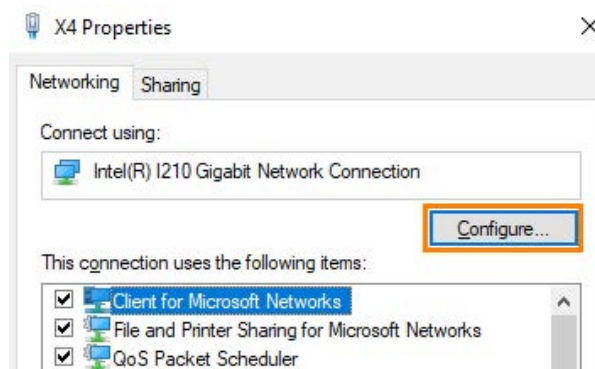 X4 Properties
Networking Sharing
Connect using:
Intel(R) I210 Gigabit Network Connection
Configure...
This connection uses the following items:
Client for Microsoft Networks
File and Printer Sharing for Microsoft Networks
QoS Packet Scheduler